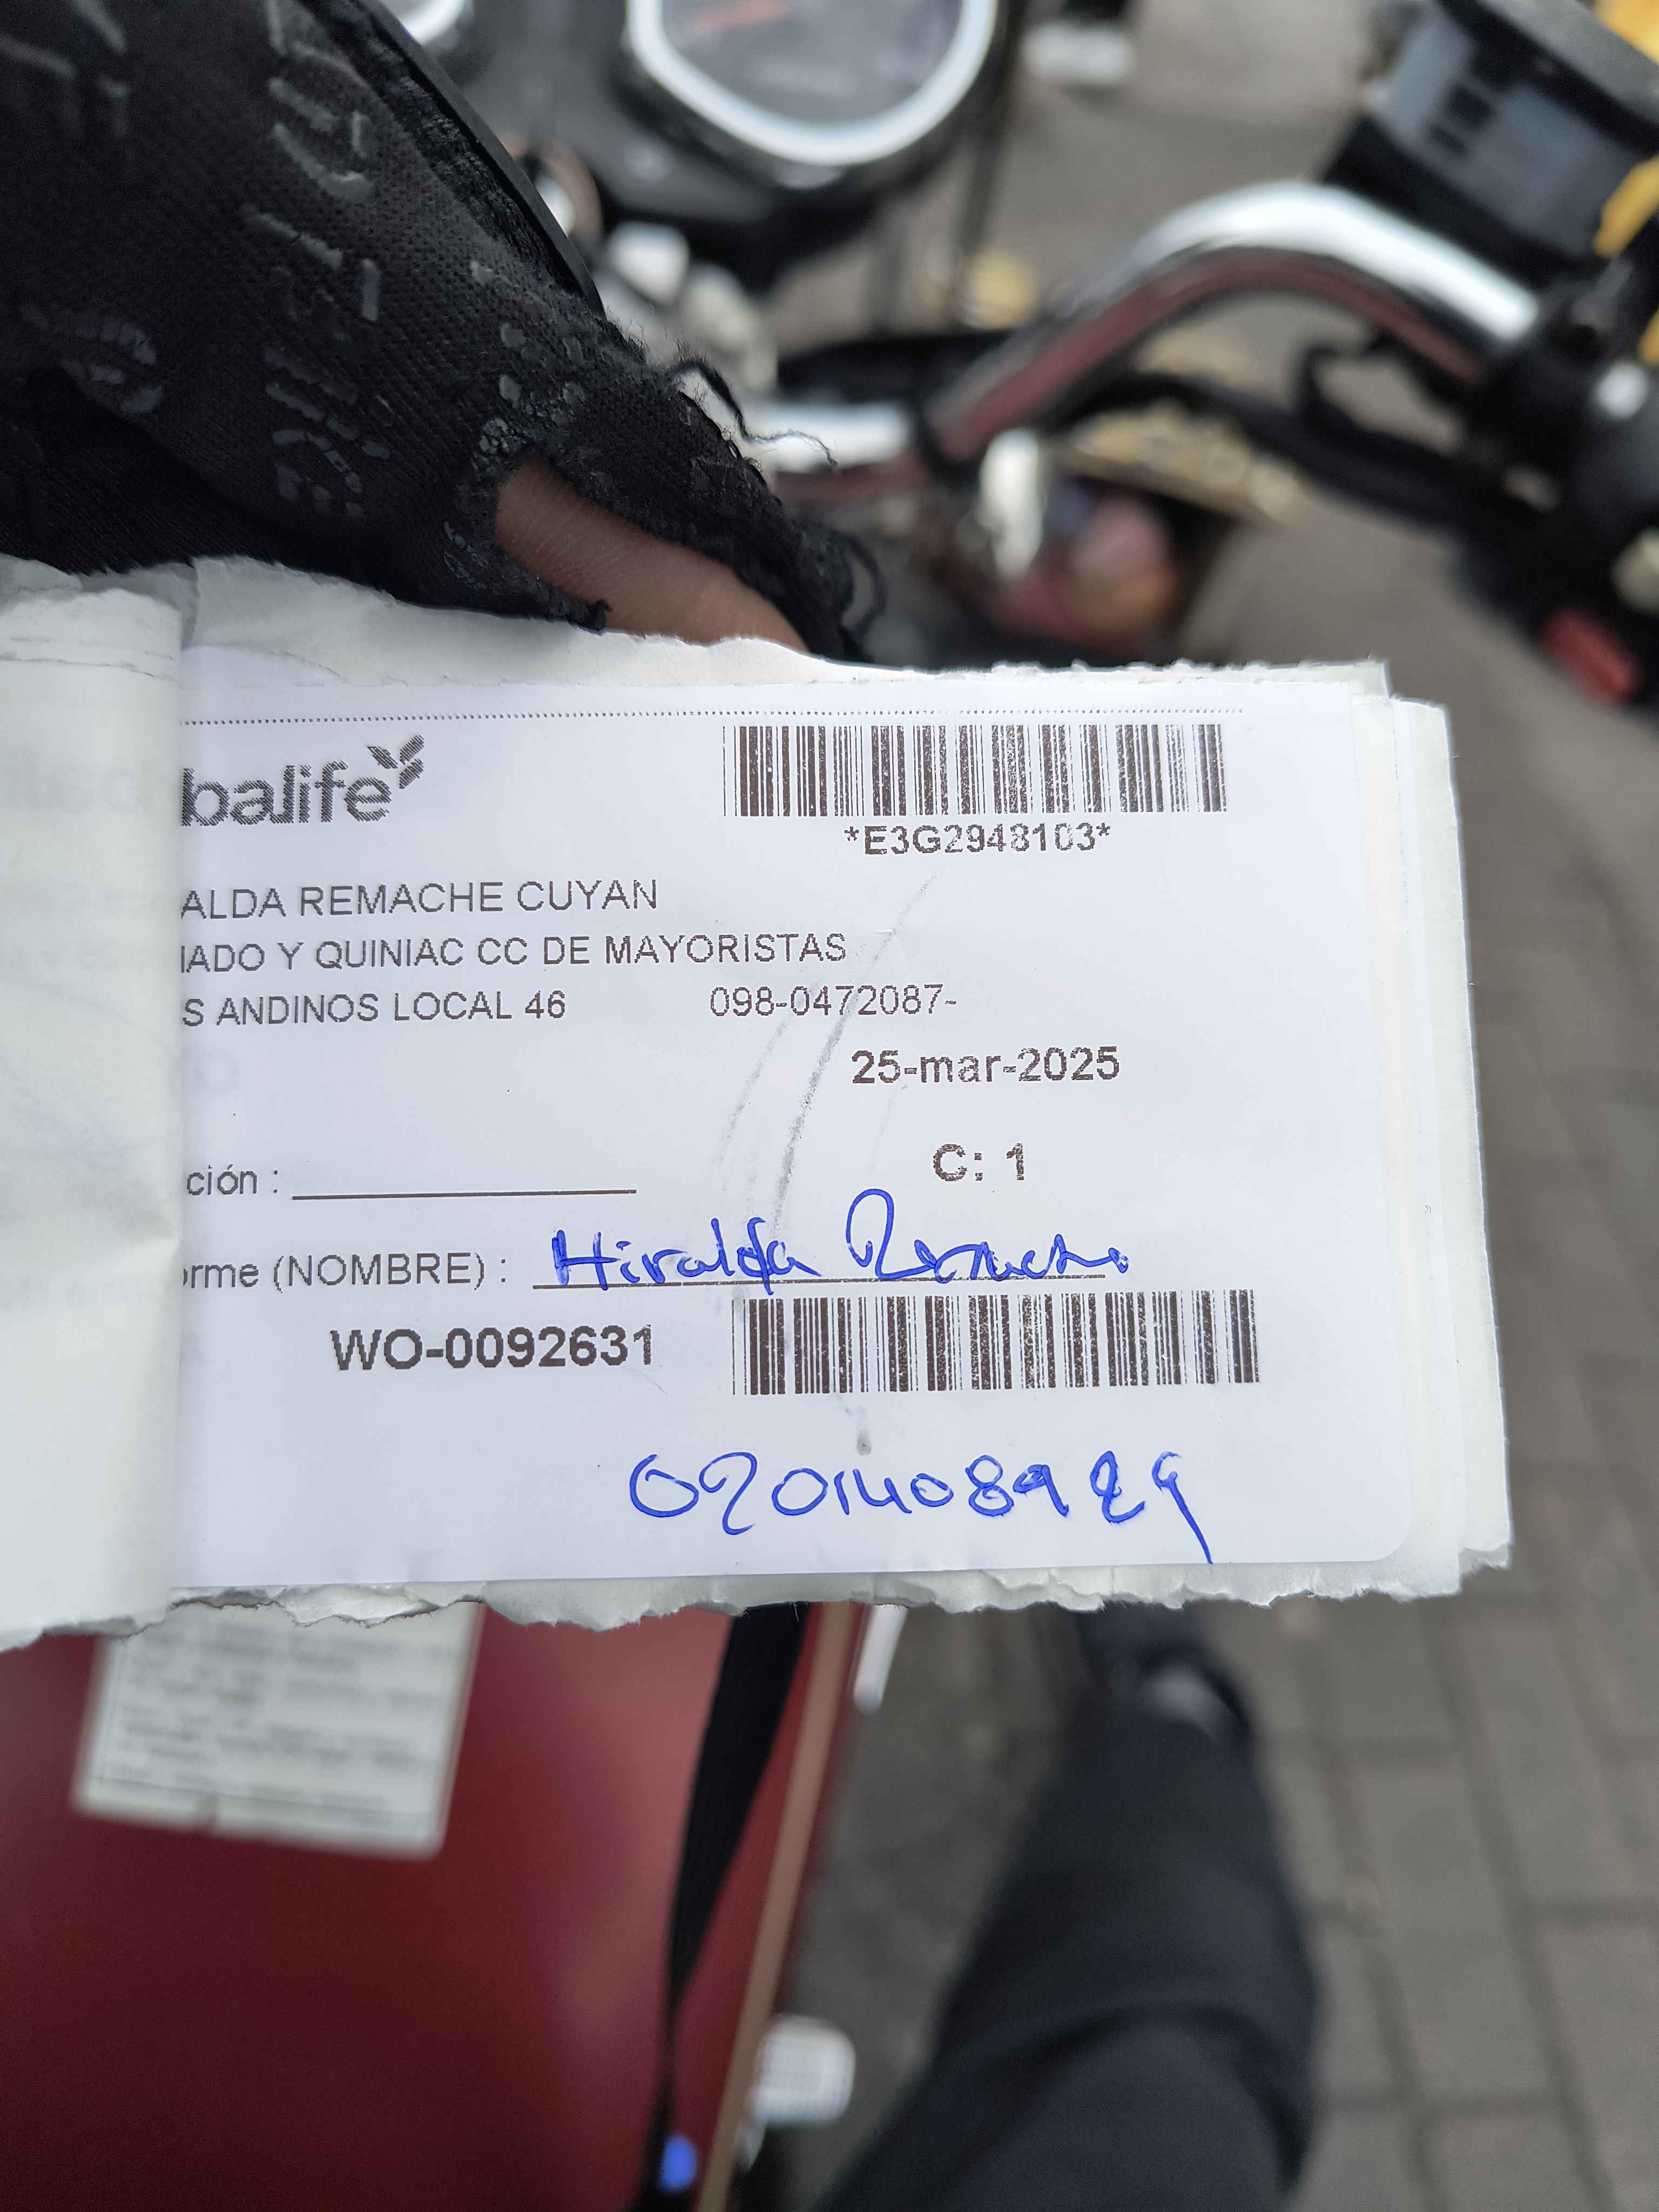 balife
*E3G2948103*
ALDA REMACHE CUYAN
IADO Y QUINIAC CC DE MAYORISTAS
S ANDINOS LOCAL 46 098-0472087-
25-mar-2025
C: 1
ción :
orme (NOMBRE) : Hiralda Remache
WO-0092631
0201408929